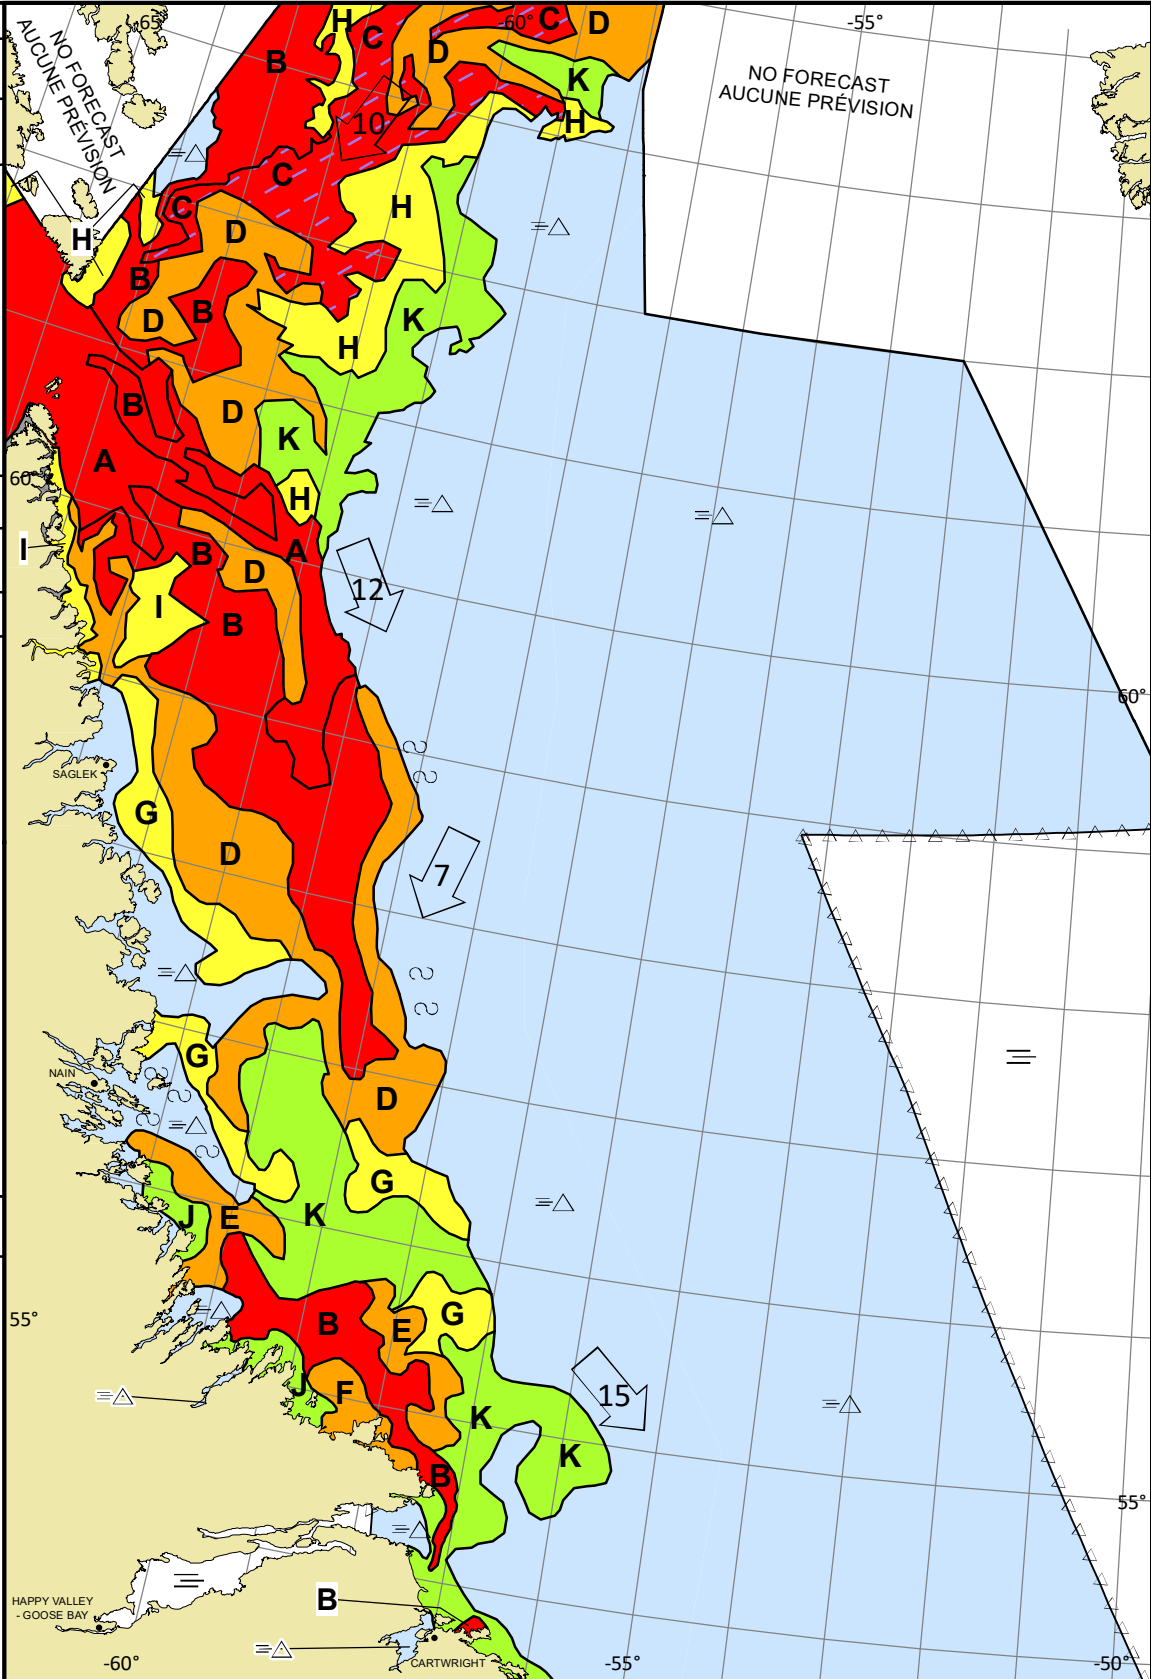 -65°
-60°
-55°
H
C
C
D
B
D
K
H
10
NO FORECAST
AUCUNE PRÉVISION
NO FORECAST
AUCUNE PRÉVISION
C
C
H
D
H
B
B
D
K
H
B
D
K
A
H
60°
I
B
A
D
12
I
B
60°
SAGLEK
G
D
7
G
NAIN
D
G
J
E
K
55°
B
E
G
J
F
15
K
K
B
55°
HAPPY VALLEY
- GOOSE BAY
B
CARTWRIGHT
-60°
-55°
-50°